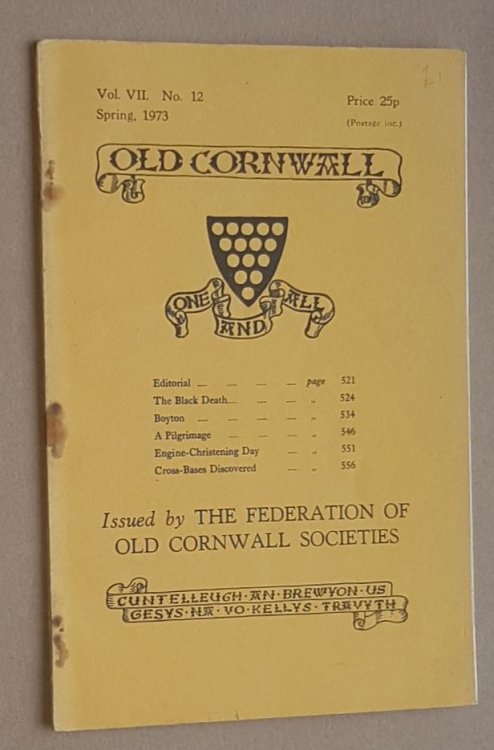 Vol. VII. No. 12
Spring, 1973
Price 25p
(Postage inc.)
£1
OLD CORNWALL
ONE AND ALL
Editorial — — — — page 521
The Black Death— — — — „ 524
Boyton — — — — — „ 534
A Pilgrimage — — — — „ 546
Engine-Christening Day — „ 551
Cross-Bases Discovered — „ 556
Issued by THE FEDERATION OF
OLD CORNWALL SOCIETIES
CUNTELLEUGH·AN·BREWYON·US
GESYS·NA·VO·KELLYS·TRAVYTH